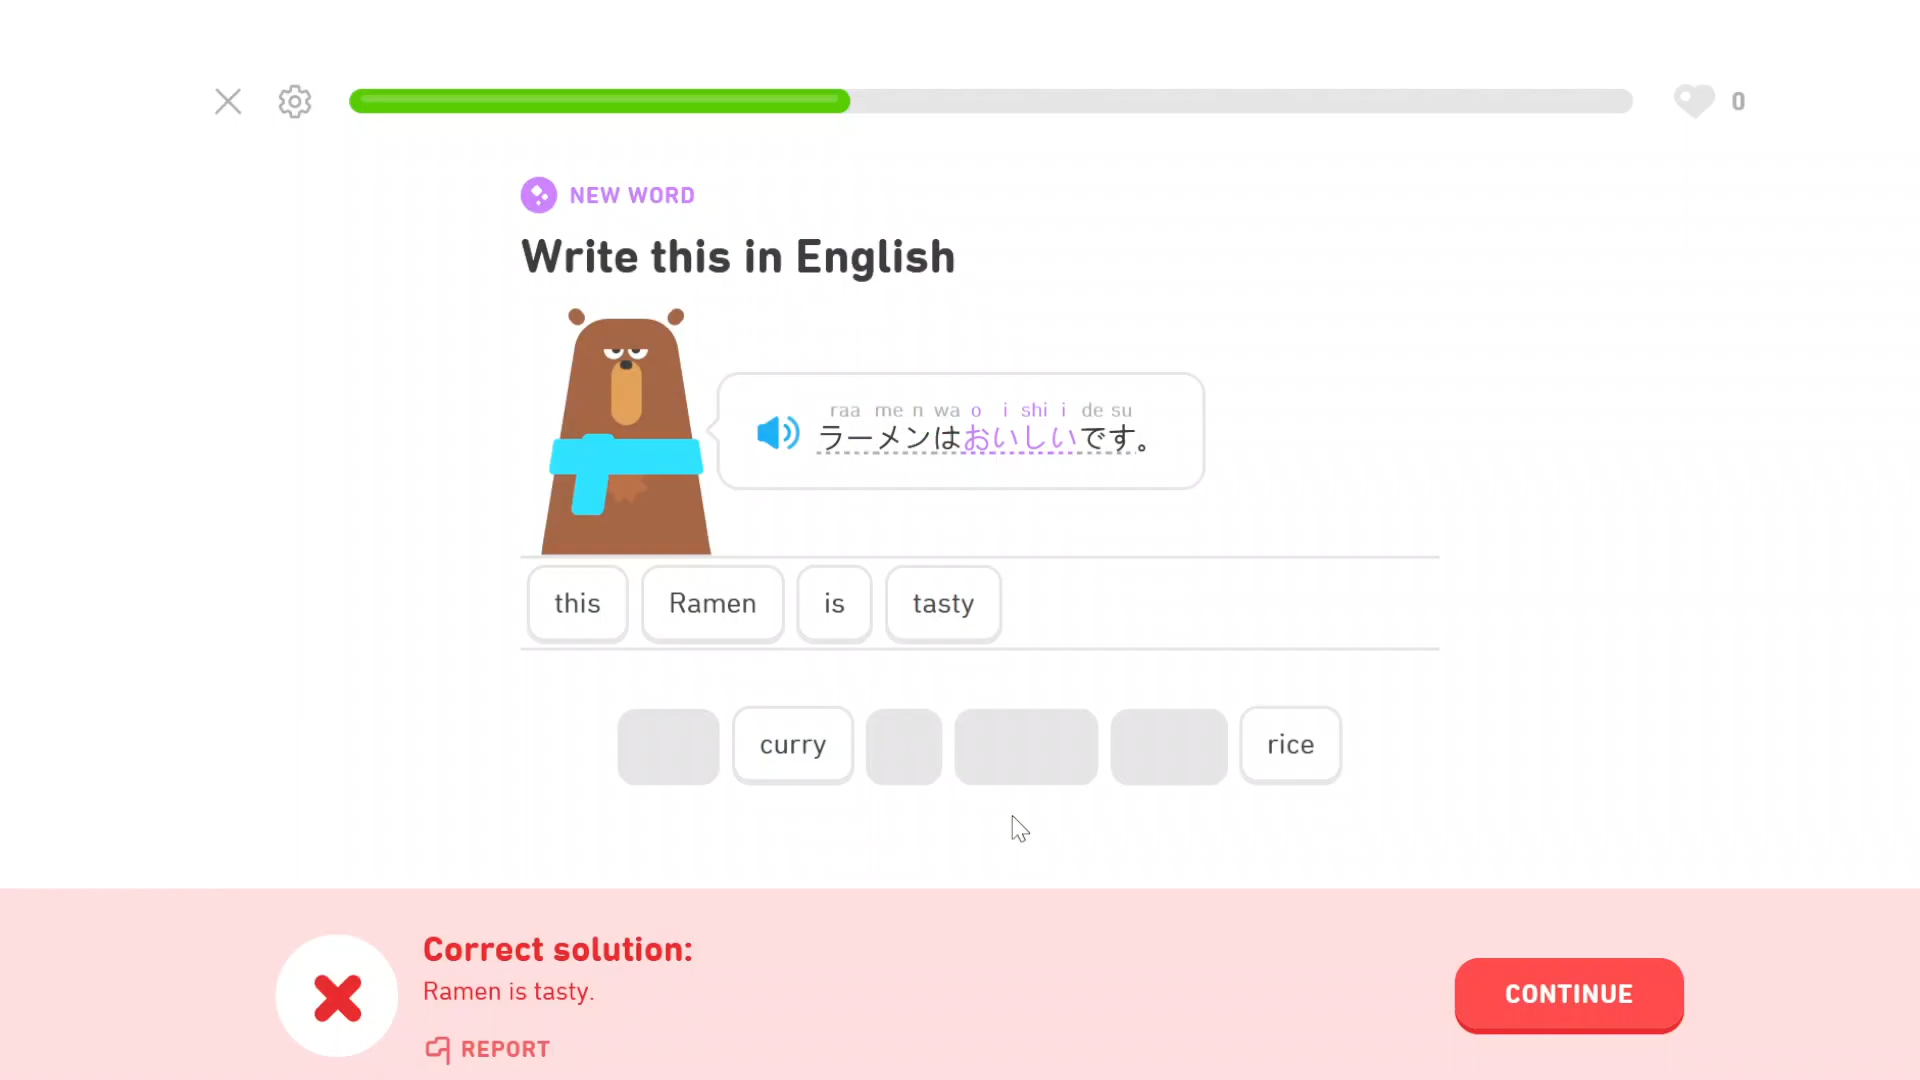 0
NEW WORD
Write this in English
raa me n wa o i shi i de su
ラーメンはおいしいです。
this Ramen is tasty
curry rice
Correct solution:
Ramen is tasty.
REPORT
CONTINUE